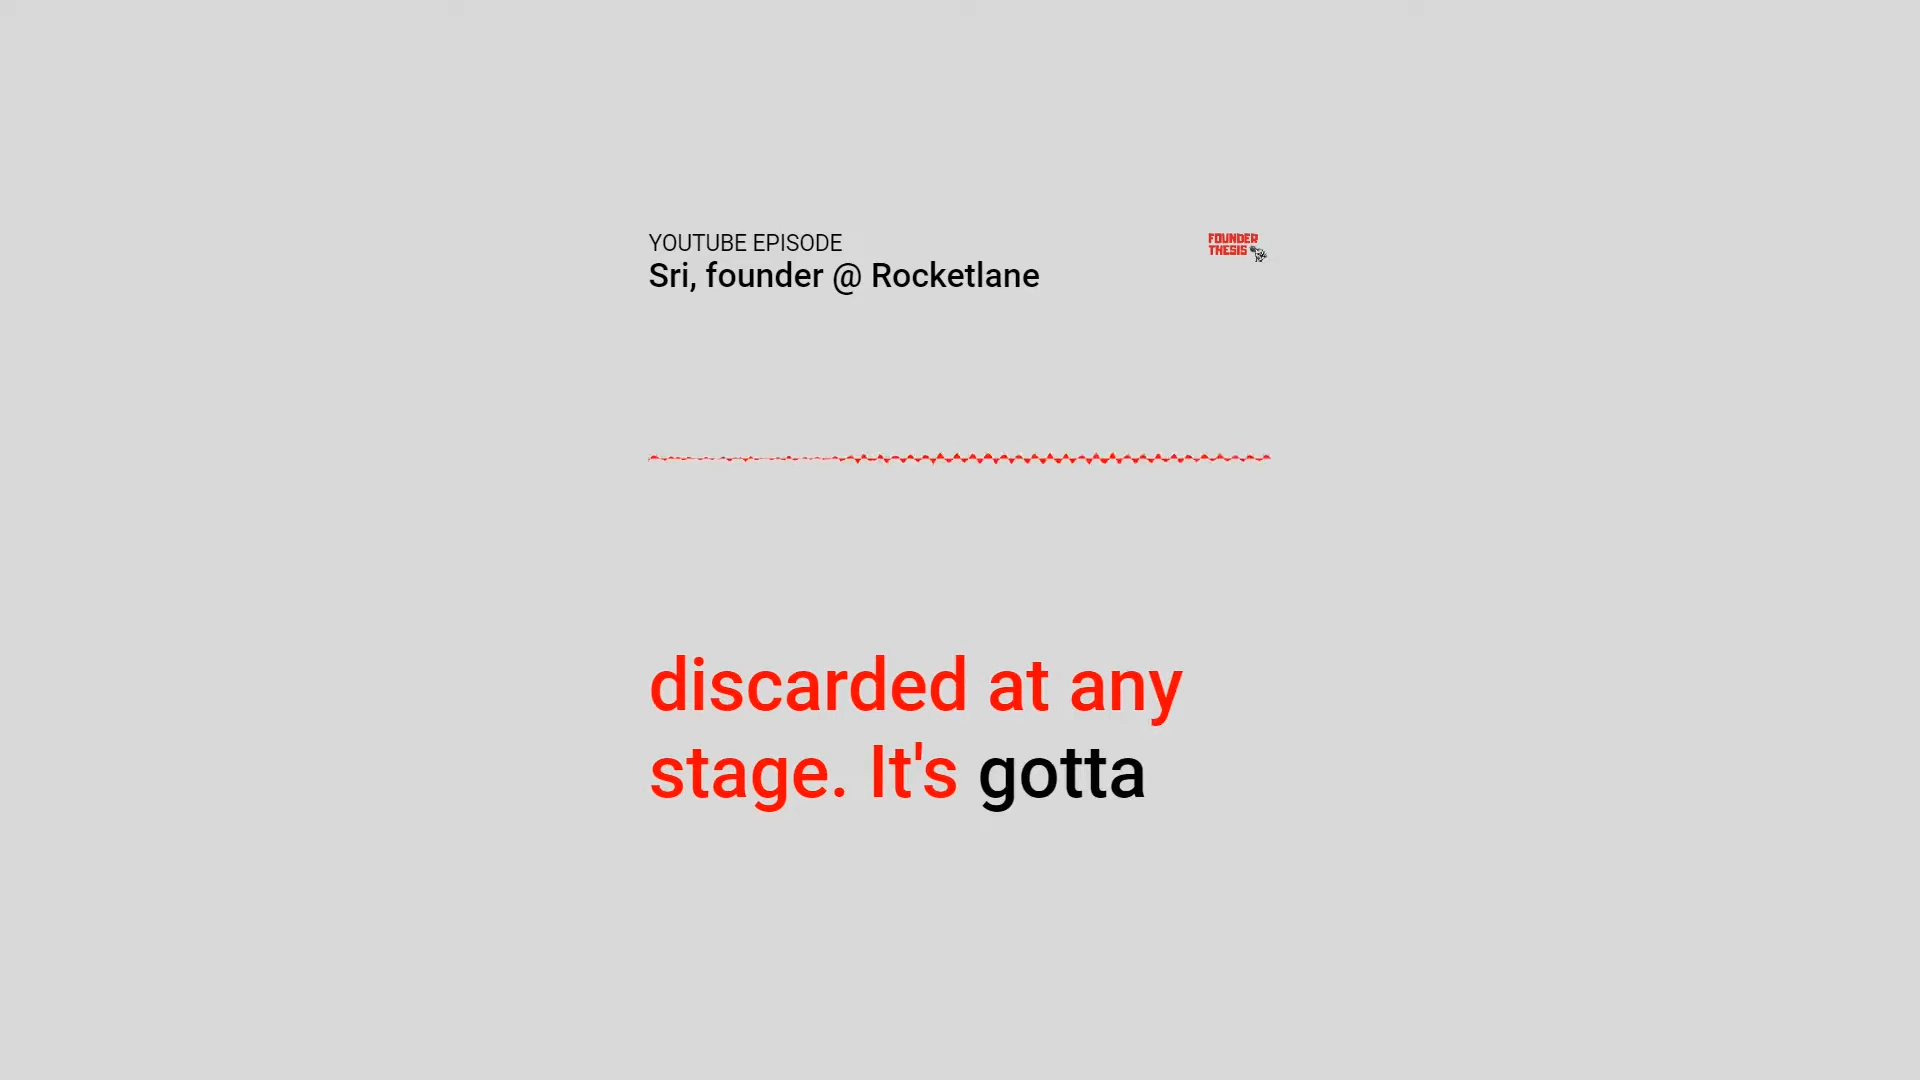 YOUTUBE EPISODE
Sri, founder @ Rocketlane
FOUNDER
THESIS
discarded at any
stage. It's gotta